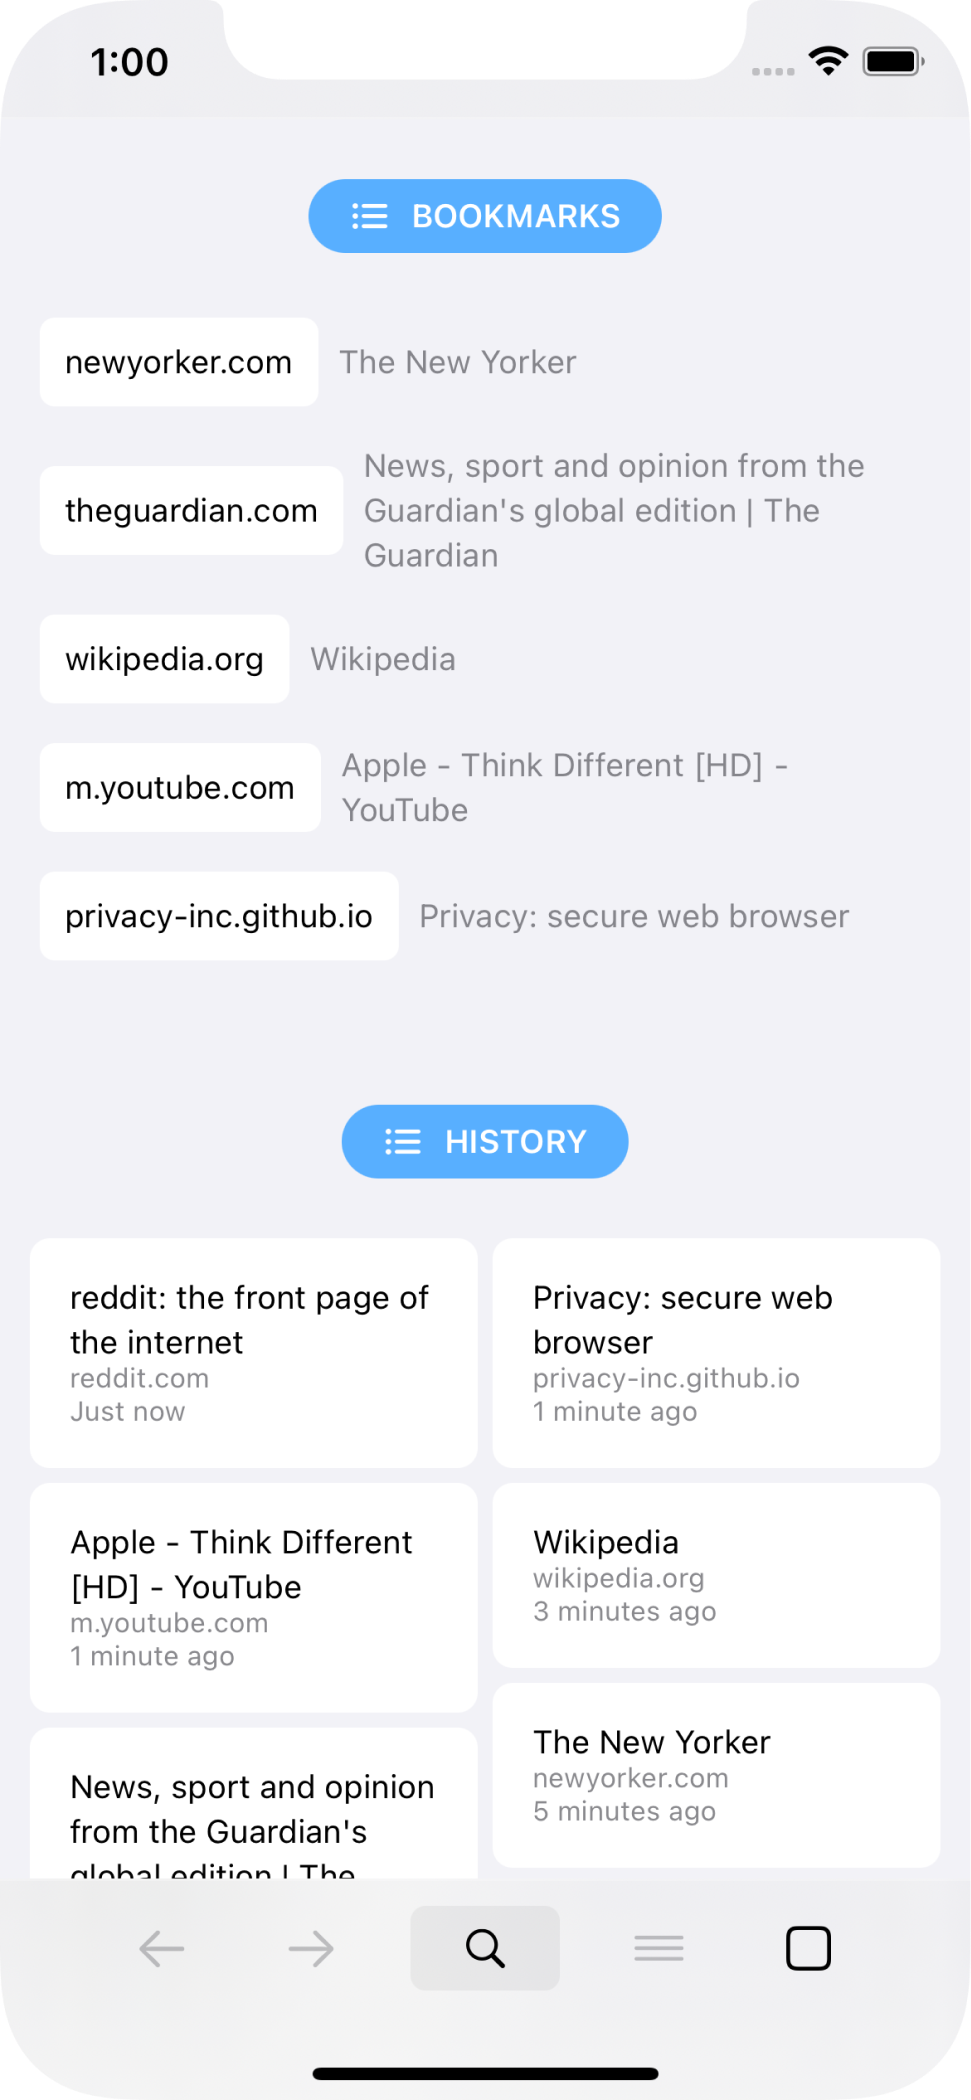 1:00
BOOKMARKS
newyorker.com
The New Yorker
theguardian.com
News, sport and opinion from the
Guardian's global edition | The
Guardian
wikipedia.org
Wikipedia
m.youtube.com
Apple - Think Different [HD] -
YouTube
privacy-inc.github.io
Privacy: secure web browser
HISTORY
reddit: the front page of
the internet
reddit.com
Just now
Privacy: secure web
browser
privacy-inc.github.io
1 minute ago
Apple - Think Different
[HD] - YouTube
m.youtube.com
1 minute ago
Wikipedia
wikipedia.org
3 minutes ago
The New Yorker
newyorker.com
5 minutes ago
News, sport and opinion
from the Guardian's
global edition | The